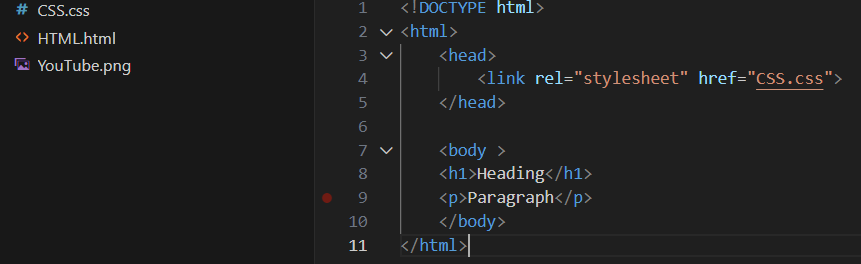 CSS.css
HTML.html
YouTube.png
1 <!DOCTYPE html>
2 <html>
3 <head>
4 <link rel="stylesheet" href="CSS.css">
5 </head>
6
7 <body >
8 <h1>Heading</h1>
9 <p>Paragraph</p>
10 </body>
11 </html>